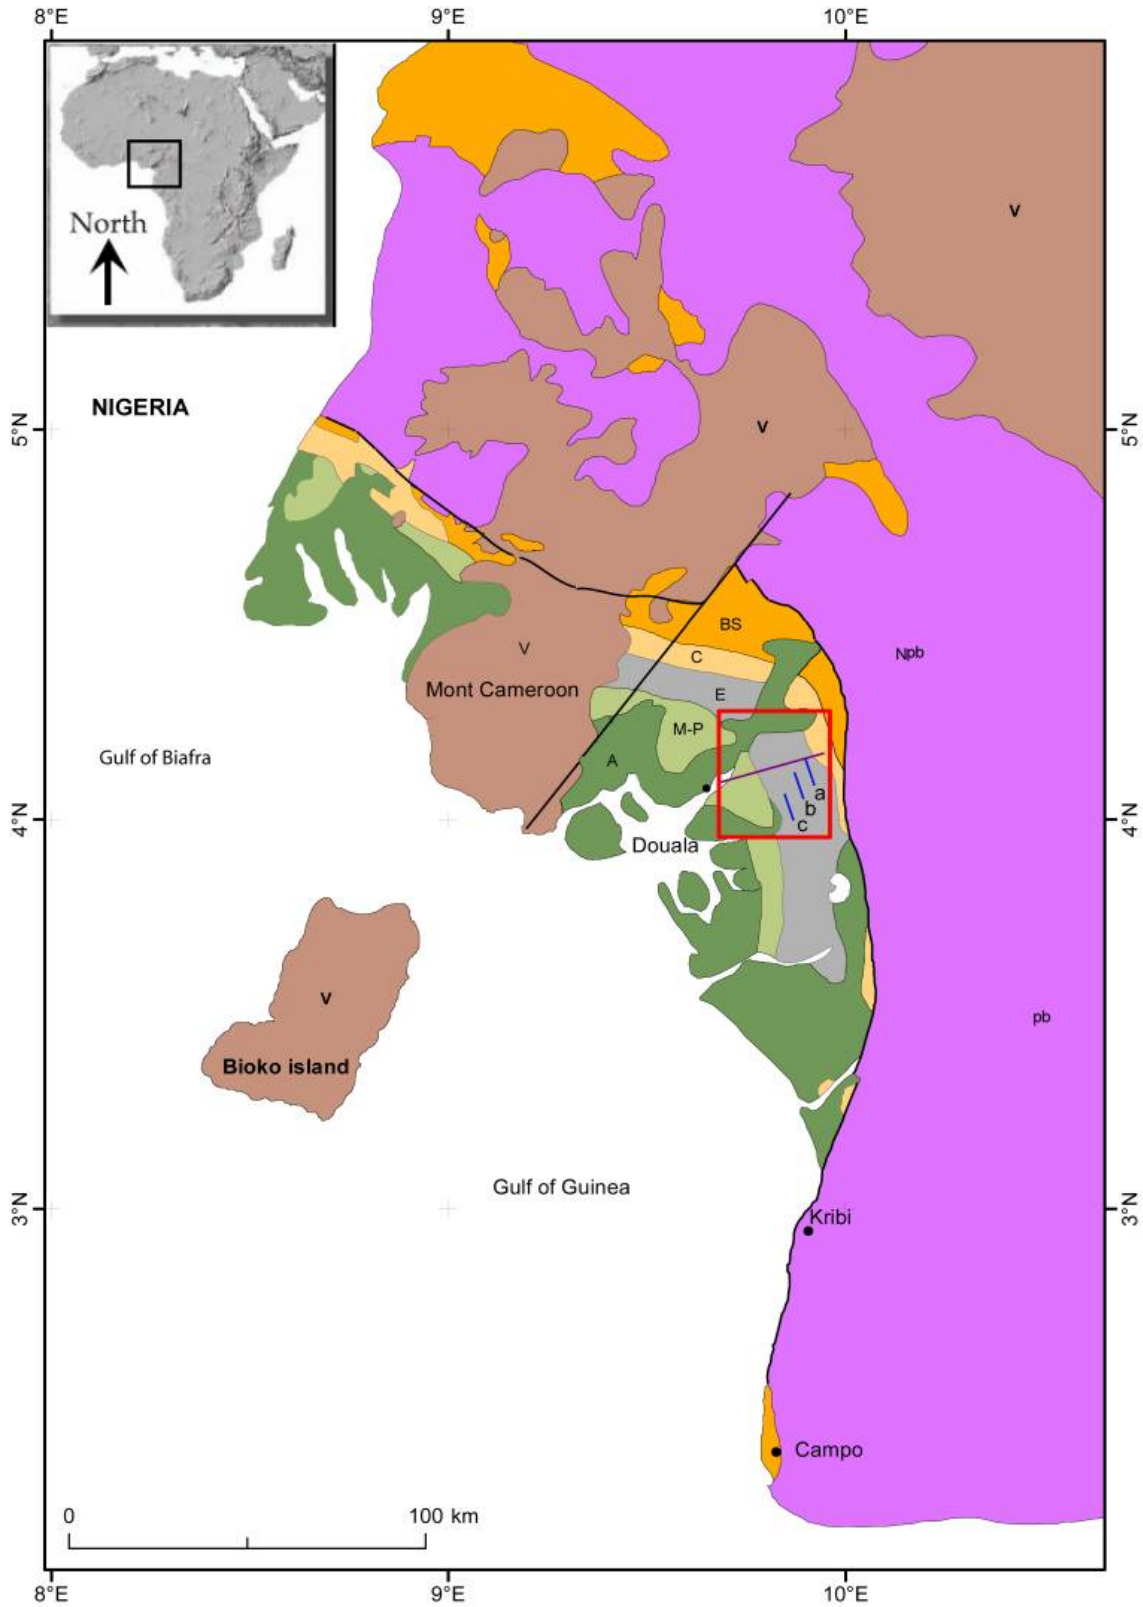 8°E
9°E
10°E
North
V
NIGERIA
5°N
V
5°N
BS
Npb
C
V
E
Mont Cameroon
M-P
Gulf of Biafra
A
a
b
4°N
c
4°N
Douala
V
pb
Bioko island
Gulf of Guinea
3°N
Kribi
3°N
Campo
0
100 km
8°E
9°E
10°E